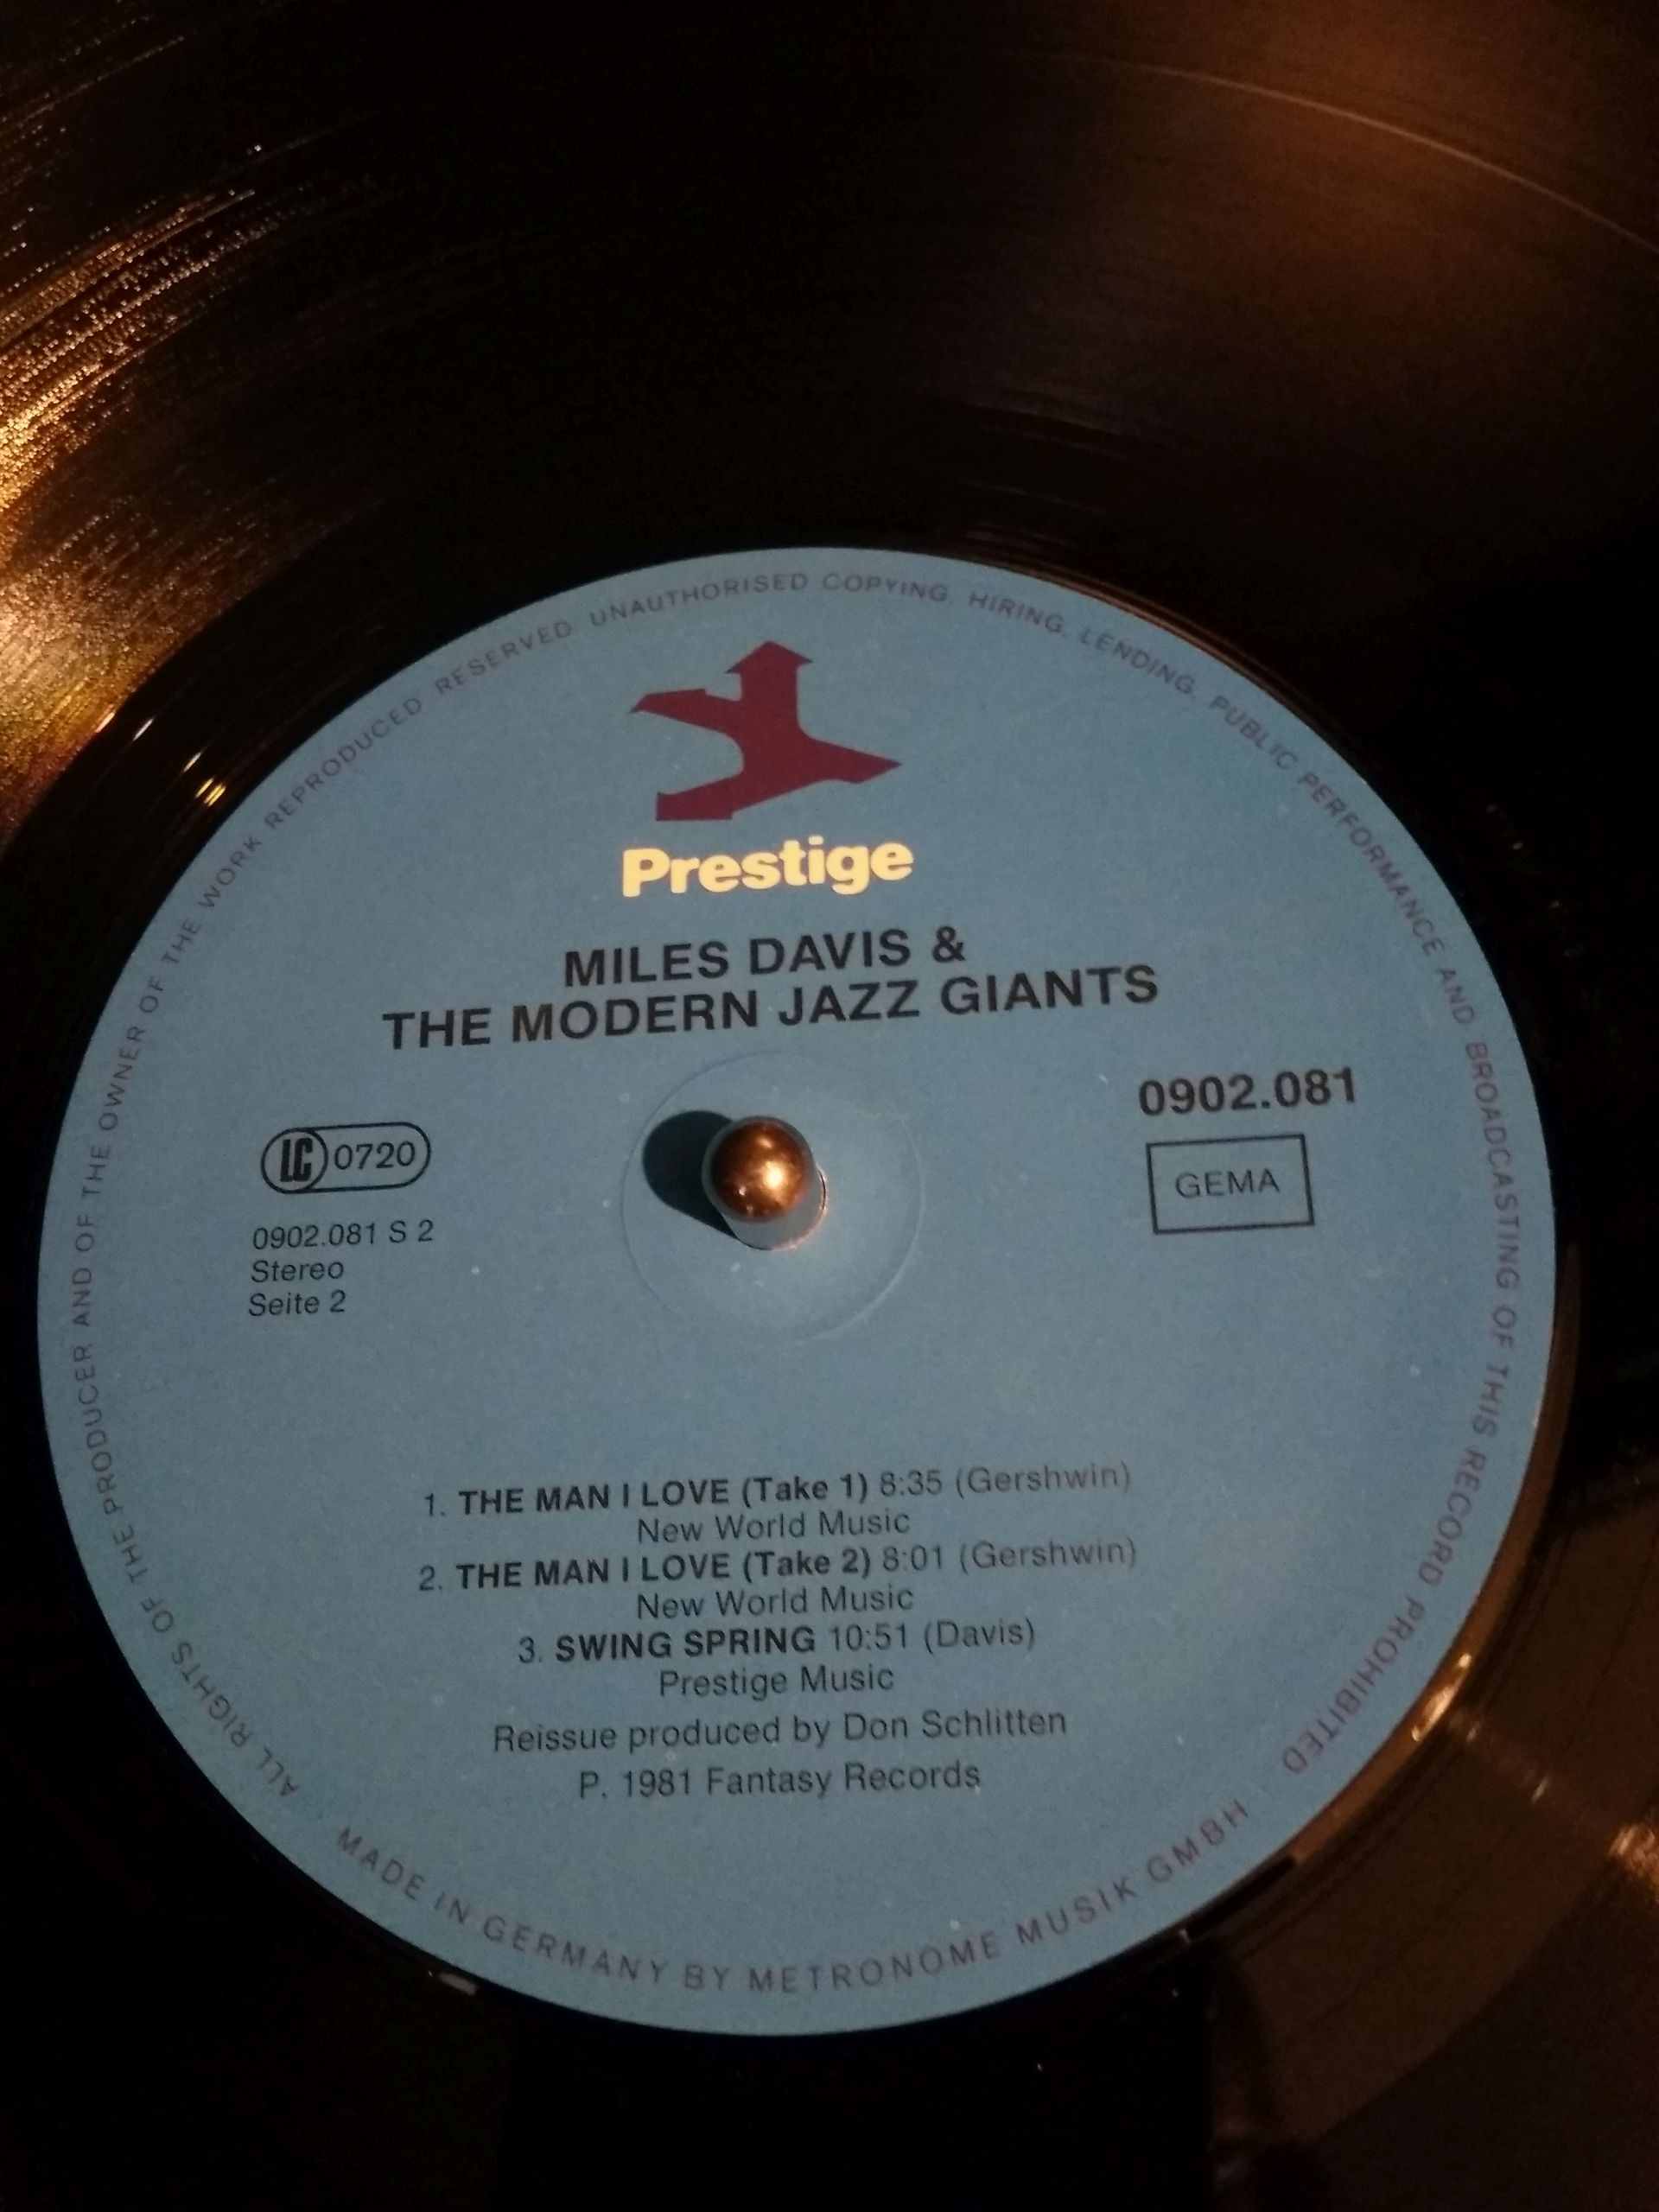 ALL RIGHTS OF THE PRODUCER AND OF THE OWNER OF THE WORK REPRODUCED RESERVED UNAUTHORISED COPYING. HIRING. LENDING. PUBLIC PERFORMANCE AND BROADCASTING OF THIS RECORD PROHIBITED
Prestige
MILES DAVIS &
THE MODERN JAZZ GIANTS
0902.081
LC 0720
GEMA
0902.081 S 2
Stereo
Seite 2
1. THE MAN I LOVE (Take 1) 8:35 (Gershwin)
New World Music
2. THE MAN I LOVE (Take 2) 8:01 (Gershwin)
New World Music
3. SWING SPRING 10:51 (Davis)
Prestige Music
Reissue produced by Don Schlitten
P. 1981 Fantasy Records
MADE IN GERMANY BY METRONOME MUSIK GMBH